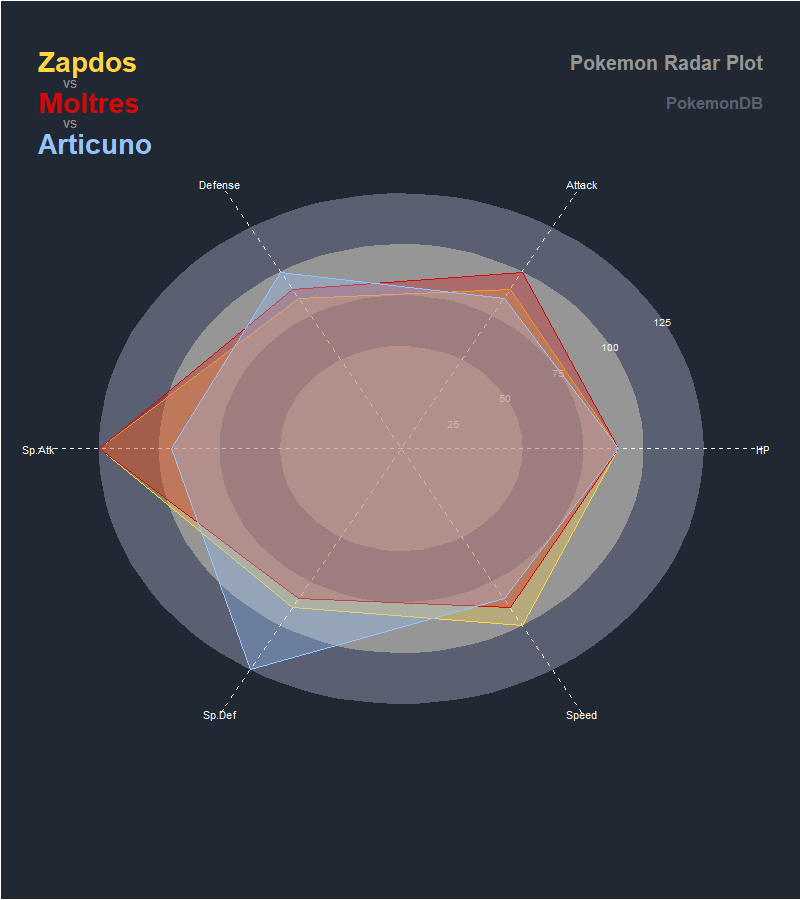 Zapdos
vs
Moltres
vs
Articuno
Pokemon Radar Plot
PokemonDB
Defense
Attack
125
100
75
50
25
Sp.Atk
HP
Sp.Def
Speed